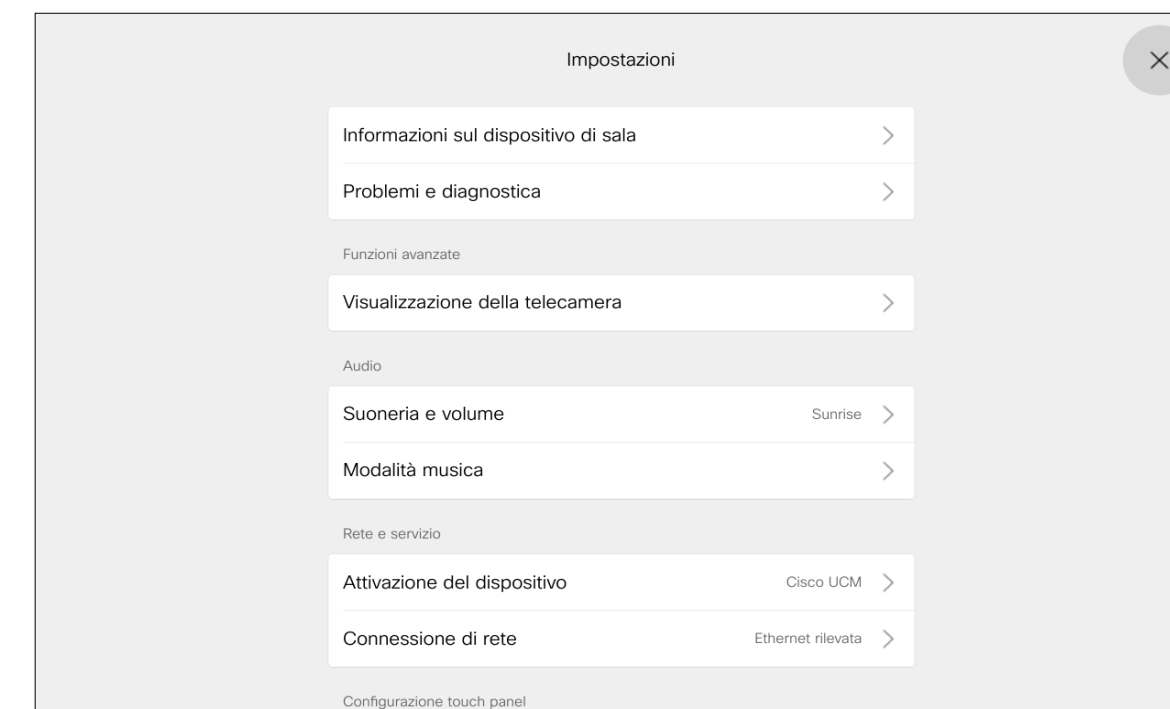 Impostazioni
Informazioni sul dispositivo di sala
Problemi e diagnostica
Funzioni avanzate
Visualizzazione della telecamera
Audio
Suoneria e volume Sunrise
Modalità musica
Rete e servizio
Attivazione del dispositivo Cisco UCM
Connessione di rete Ethernet rilevata
Configurazione touch panel